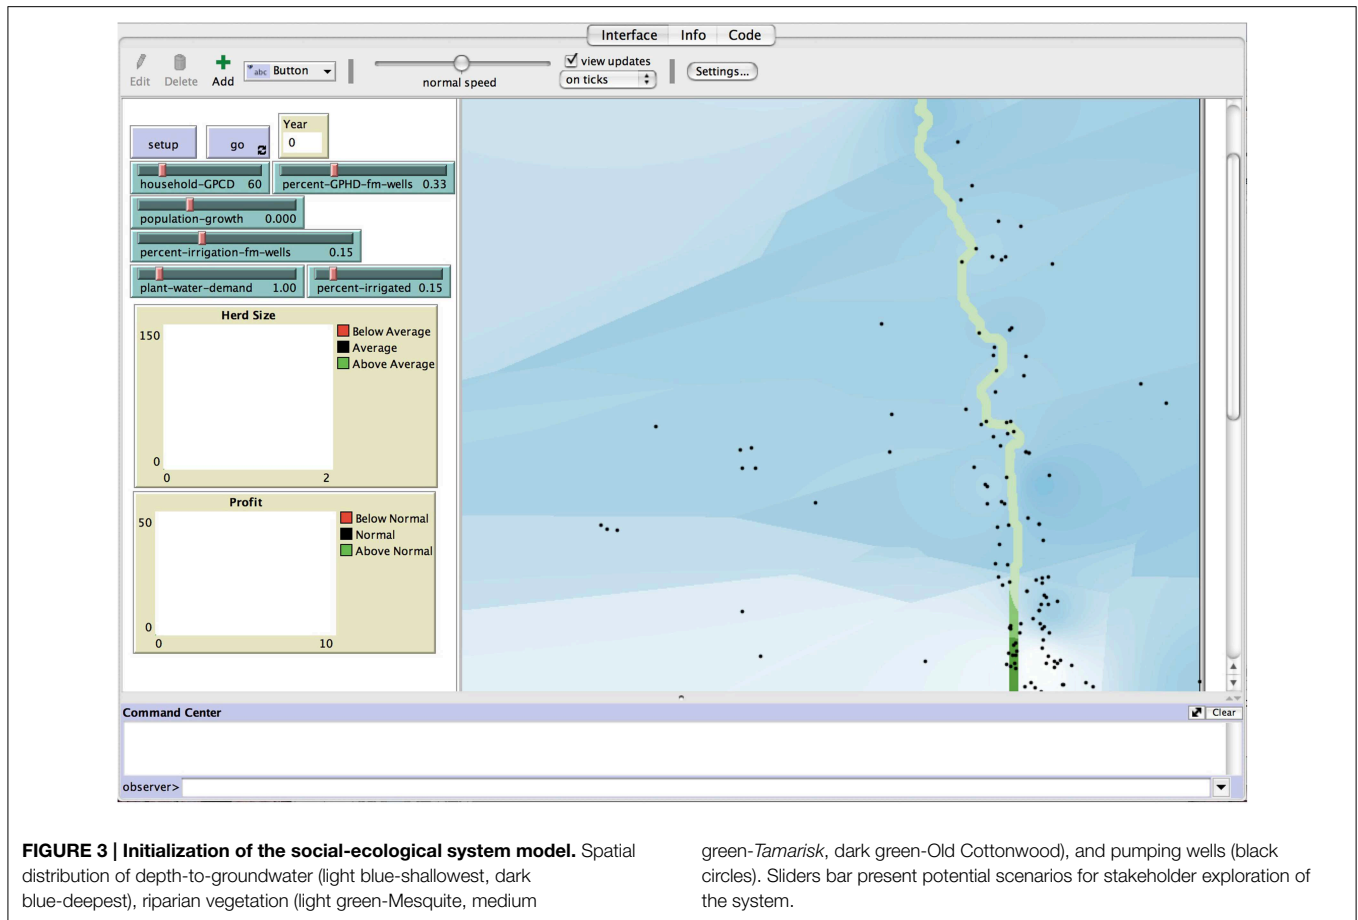 Interface Info Code
Edit Delete Add abc Button normal speed view updates on ticks Settings...
Year
setup go 0
household-GPCD 60 percent-GPHD-fm-wells 0.33
population-growth 0.000
percent-irrigation-fm-wells 0.15
plant-water-demand 1.00 percent-irrigated 0.15
Herd Size
150
Below Average
Average
Above Average
0
0 2
Profit
50
Below Normal
Normal
Above Normal
0
0 10
Command Center Clear
observer>
FIGURE 3 | Initialization of the social-ecological system model. Spatial
distribution of depth-to-groundwater (light blue-shallowest, dark
blue-deepest), riparian vegetation (light green-Mesquite, medium
green-Tamarisk, dark green-Old Cottonwood), and pumping wells (black
circles). Sliders bar present potential scenarios for stakeholder exploration of
the system.